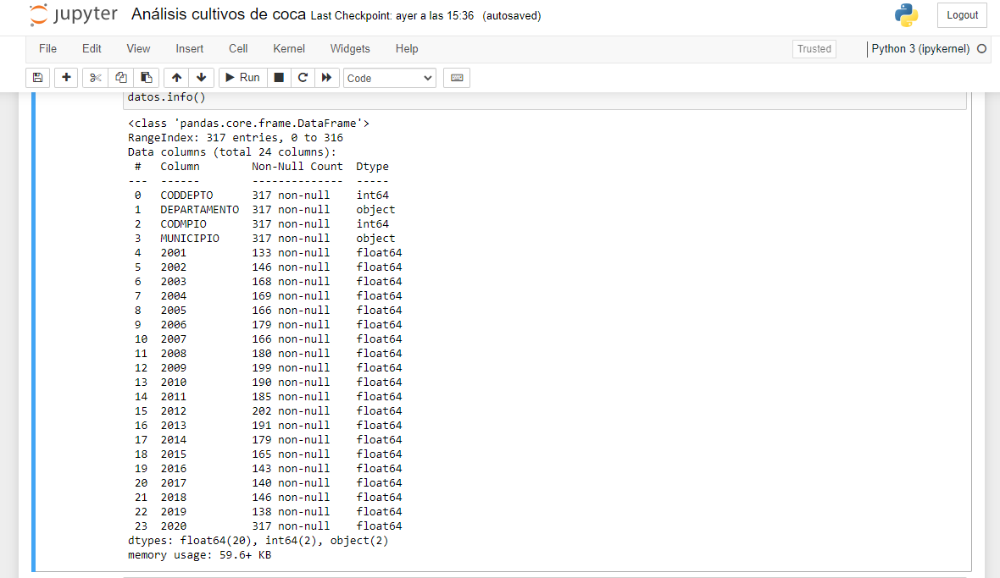 jupyter Análisis cultivos de coca Last Checkpoint: ayer a las 15:36 (autosaved) Logout
File Edit View Insert Cell Kernel Widgets Help Trusted Python 3 (ipykernel)
Run Code
datos.info()
<class 'pandas.core.frame.DataFrame'>
RangeIndex: 317 entries, 0 to 316
Data columns (total 24 columns):
# Column Non-Null Count Dtype
--- ------ -------------- -----
0 CODDEPTO 317 non-null int64
1 DEPARTAMENTO 317 non-null object
2 CODMPIO 317 non-null int64
3 MUNICIPIO 317 non-null object
4 2001 133 non-null float64
5 2002 146 non-null float64
6 2003 168 non-null float64
7 2004 169 non-null float64
8 2005 166 non-null float64
9 2006 179 non-null float64
10 2007 166 non-null float64
11 2008 180 non-null float64
12 2009 199 non-null float64
13 2010 190 non-null float64
14 2011 185 non-null float64
15 2012 202 non-null float64
16 2013 191 non-null float64
17 2014 179 non-null float64
18 2015 165 non-null float64
19 2016 143 non-null float64
20 2017 140 non-null float64
21 2018 146 non-null float64
22 2019 138 non-null float64
23 2020 317 non-null float64
dtypes: float64(20), int64(2), object(2)
memory usage: 59.6+ KB